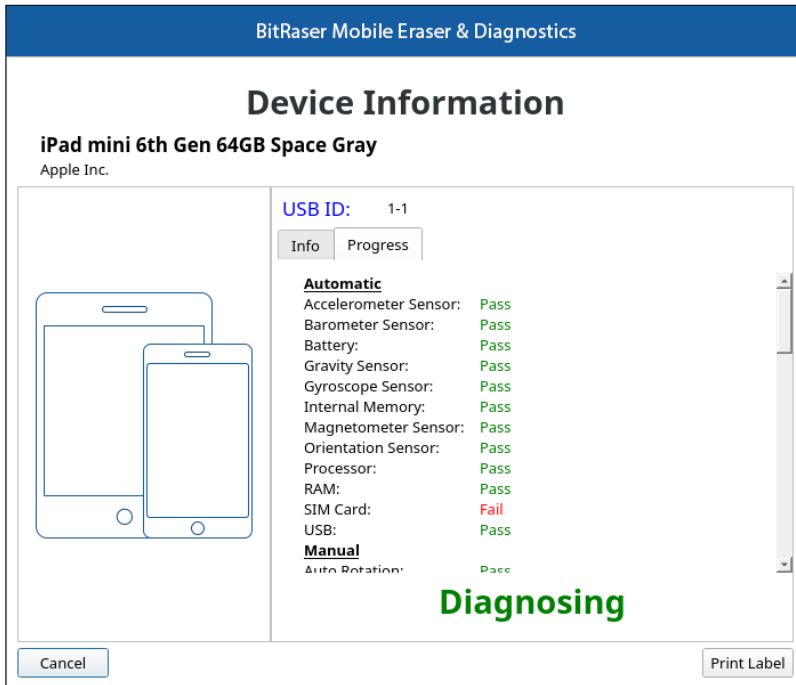 BitRaser Mobile Eraser & Diagnostics
Device Information
iPad mini 6th Gen 64GB Space Gray
Apple Inc.
USB ID: 1-1
Info Progress
Automatic
Accelerometer Sensor: Pass
Barometer Sensor: Pass
Battery: Pass
Gravity Sensor: Pass
Gyroscope Sensor: Pass
Internal Memory: Pass
Magnetometer Sensor: Pass
Orientation Sensor: Pass
Processor: Pass
RAM: Pass
SIM Card: Fail
USB: Pass
Manual
Auto Rotation: Pass
Diagnosing
Cancel Print Label